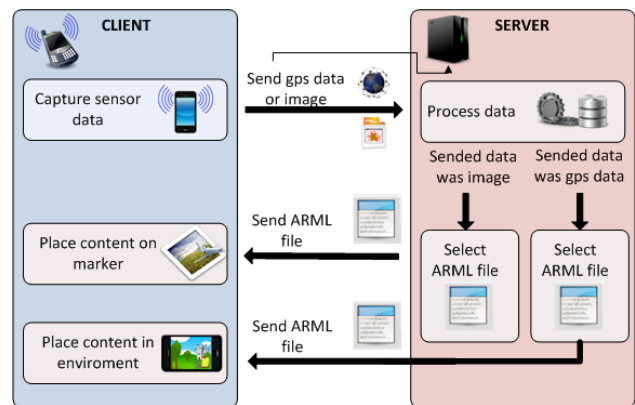 CLIENT
SERVER
Capture sensor
data
Send gps data
or image
PNG
Process data
Sended data
was image
Sended data
was gps data
Send ARML
file
Place content on
marker
Select
ARML file
Select
ARML file
Send ARML
file
Place content in
enviroment